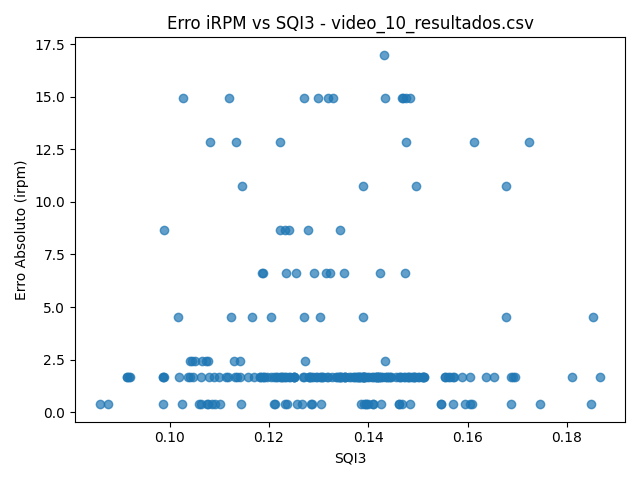 Erro iRPM vs SQI3 - video_10_resultados.csv
Erro Absoluto (irpm)
17.5
15.0
12.5
10.0
7.5
5.0
2.5
0.0
0.10 0.12 0.14 0.16 0.18
SQI3